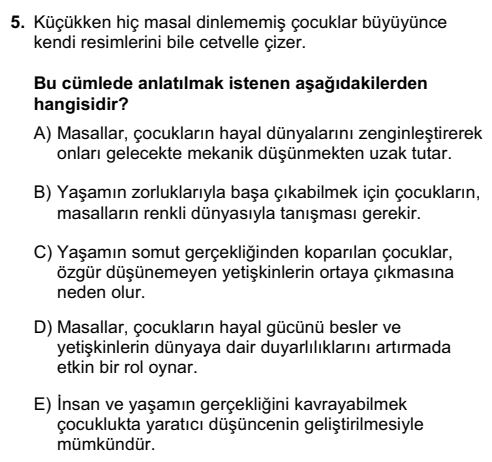 5. Küçükken hiç masal dinlememiş çocuklar büyüyünce
kendi resimlerini bile cetvelle çizer.
Bu cümlede anlatılmak istenen aşağıdakilerden
hangisidir?
A) Masallar, çocukların hayal dünyalarını zenginleştirerek
onları gelecekte mekanik düşünmekten uzak tutar.
B) Yaşamın zorluklarıyla başa çıkabilmek için çocukların,
masalların renkli dünyasıyla tanışması gerekir.
C) Yaşamın somut gerçekliğinden koparılan çocuklar,
özgür düşünemeyen yetişkinlerin ortaya çıkmasına
neden olur.
D) Masallar, çocukların hayal gücünü besler ve
yetişkinlerin dünyaya dair duyarlılıklarını artırmada
etkin bir rol oynar.
E) İnsan ve yaşamın gerçekliğini kavrayabilmek
çocuklukta yaratıcı düşüncenin geliştirilmesiyle
mümkündür.